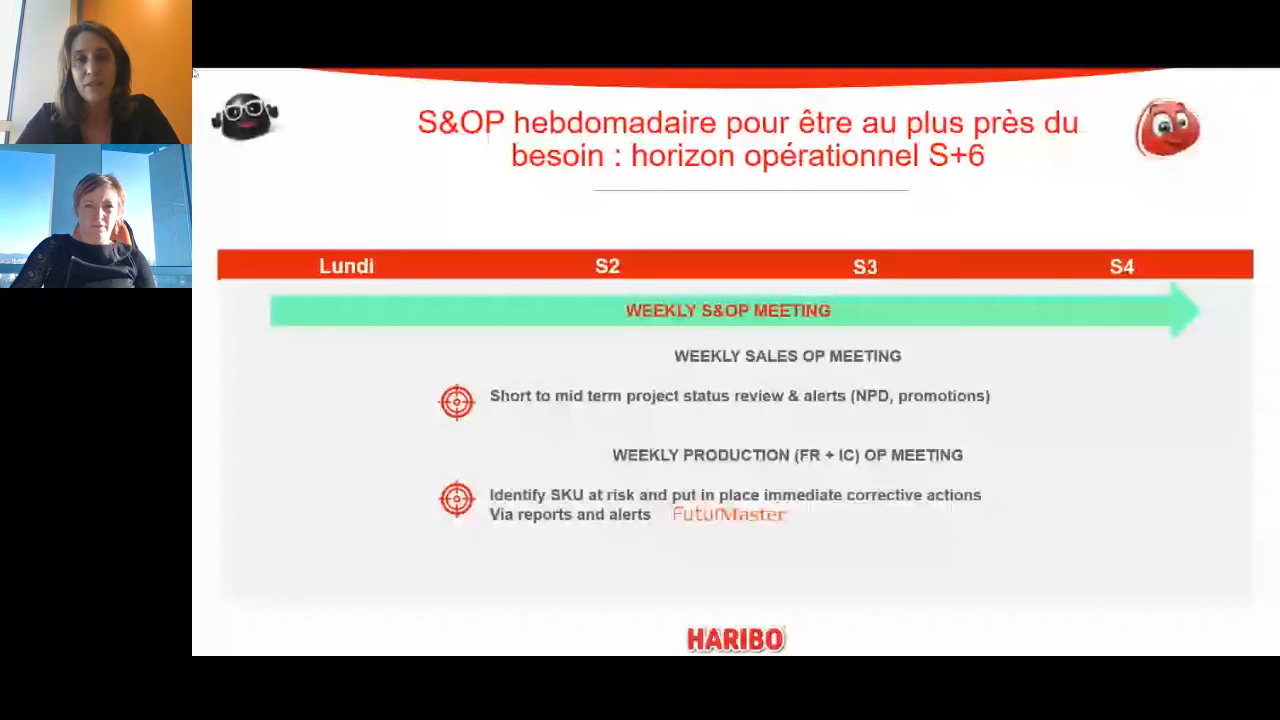 S&OP hebdomadaire pour être au plus près du
besoin : horizon opérationnel S+6
Lundi S2 S3 S4
WEEKLY S&OP MEETING
WEEKLY SALES OP MEETING
Short to mid term project status review & alerts (NPD, promotions)
WEEKLY PRODUCTION (FR + IC) OP MEETING
Identify SKU at risk and put in place immediate corrective actions
Via reports and alerts FuturMaster
HARIBO